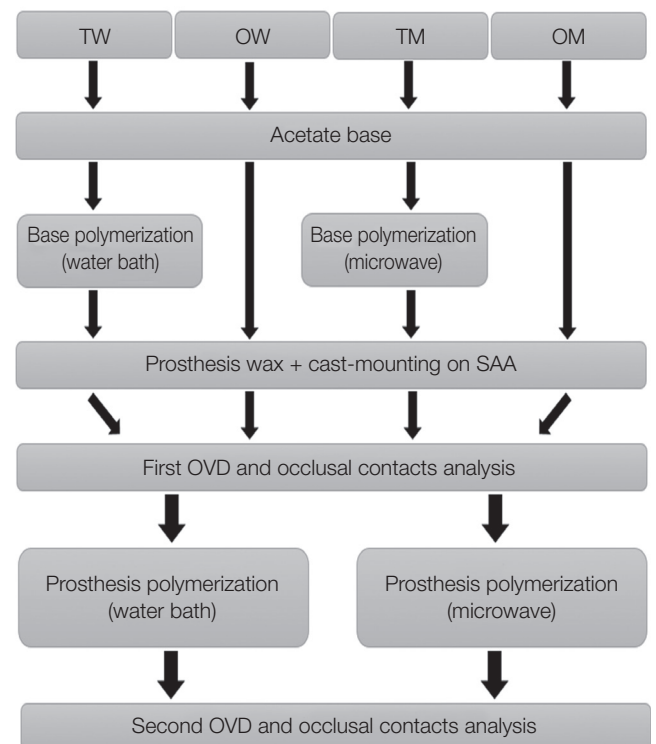 TW OW TM OM
Acetate base
Base polymerization
(water bath)
Base polymerization
(microwave)
Prosthesis wax + cast-mounting on SAA
First OVD and occlusal contacts analysis
Prosthesis polymerization
(water bath)
Prosthesis polymerization
(microwave)
Second OVD and occlusal contacts analysis